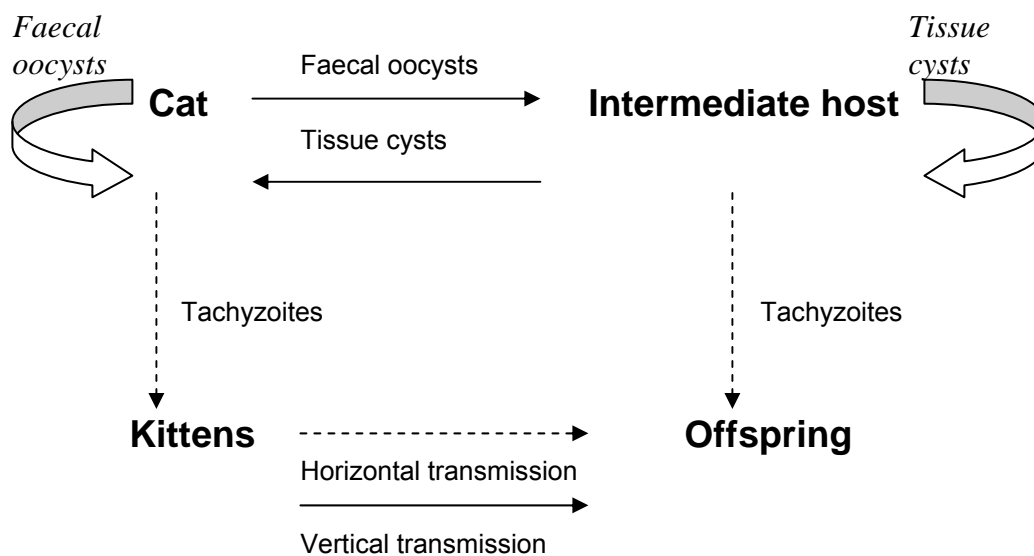 Faecal
oocysts
Tissue
cysts
Faecal oocysts
Cat
Intermediate host
Tissue cysts
Tachyzoites
Tachyzoites
Kittens
Offspring
Horizontal transmission
Vertical transmission